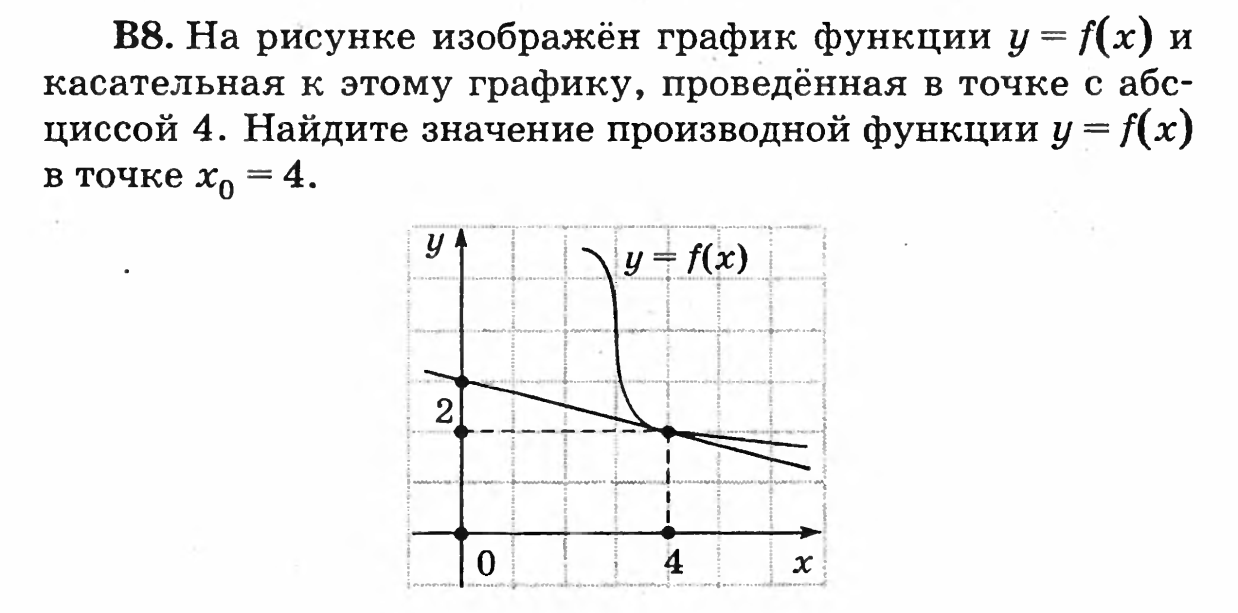 В8. На рисунке изображён график функции y = f(x) и
касательная к этому графику, проведённая в точке с абс-
циссой 4. Найдите значение производной функции y = f(x)
в точке x₀ = 4.
y
y = f(x)
2
0
4
x